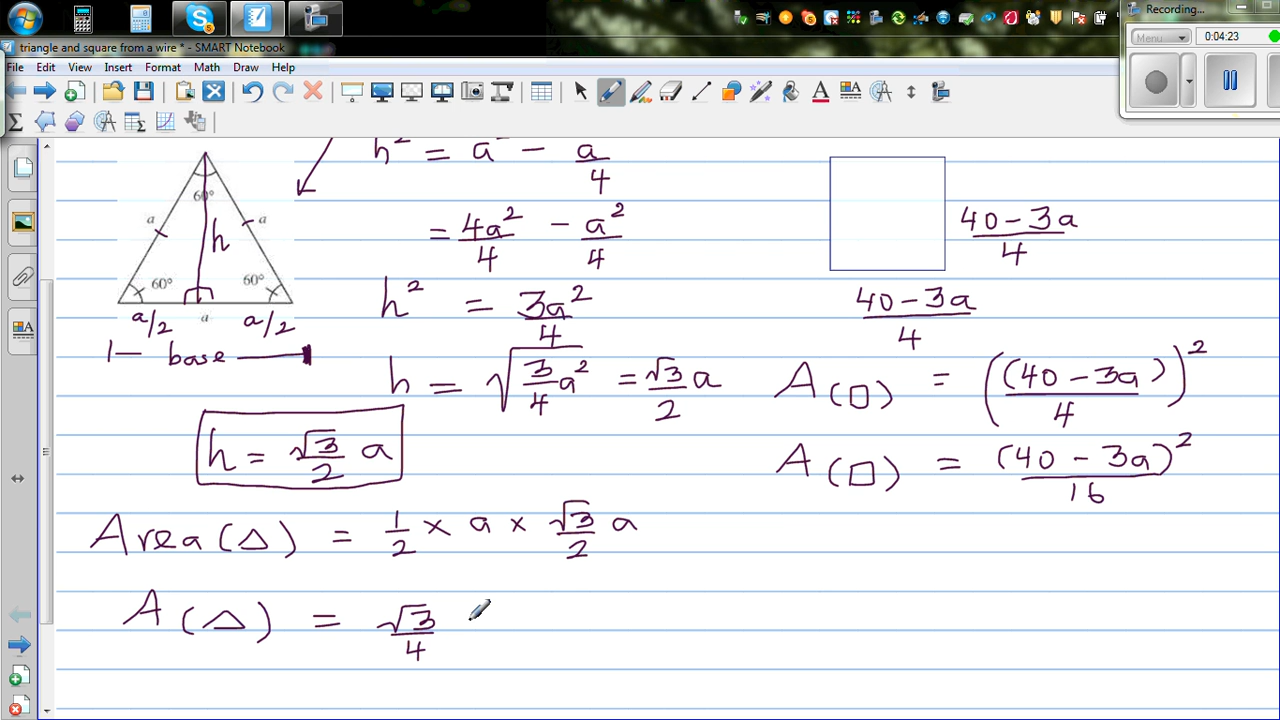 Recording...
triangle and square from a wire * - SMART Notebook
Menu
0:04:23
File Edit View Insert Format Math Draw Help
h² = a² - a/4
60°
a a
h
= 4a²/4 - a²/4
40-3a/4
60° 60°
a/2 a a/2
h² = 3a²/4
40-3a/4
base
h = √(3/4 a²) = √3/2 a
A(□) = ((40-3a)/4)²
h = √3/2 a
A(□) = (40-3a)²/16
Area(△) = 1/2 × a × √3/2 a
A(△) = √3/4